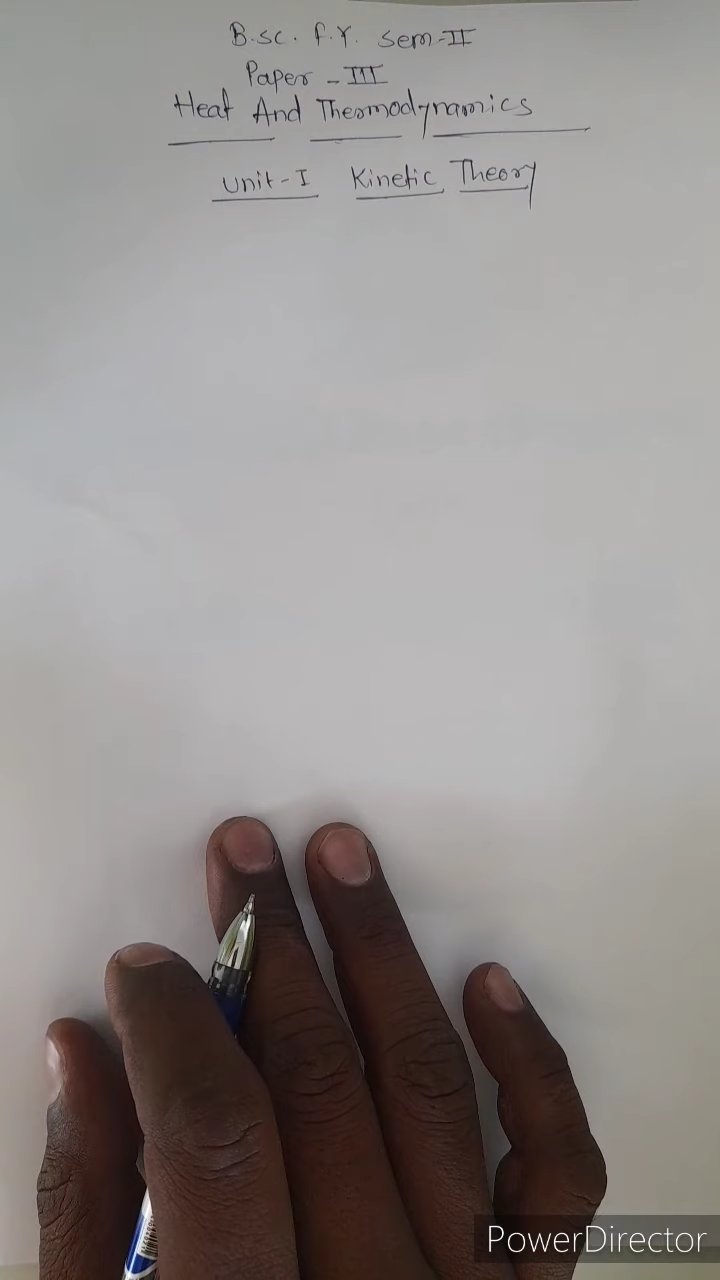 B.sc. F.Y. Sem-II
Paper - III
Heat And Thermodynamics
Unit-I Kinetic Theory
PowerDirector